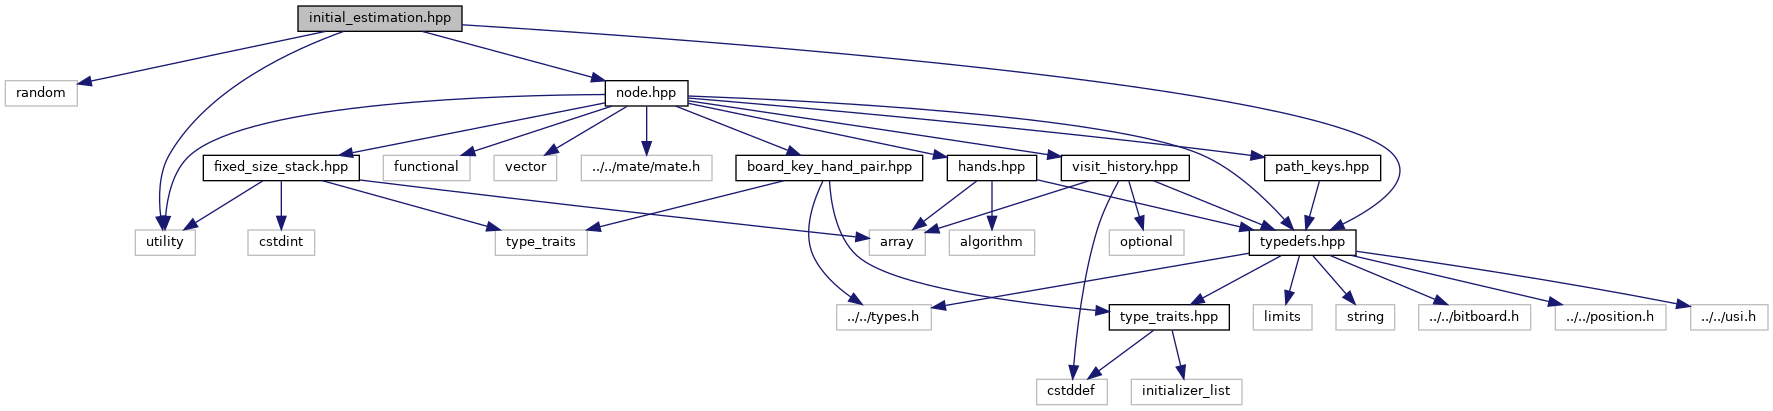 initial_estimation.hpp
random
node.hpp
fixed_size_stack.hpp
functional
vector
../../mate/mate.h
board_key_hand_pair.hpp
hands.hpp
visit_history.hpp
path_keys.hpp
utility
cstdint
type_traits
array
algorithm
optional
typedefs.hpp
../../types.h
type_traits.hpp
limits
string
../../bitboard.h
../../position.h
../../usi.h
cstddef
initializer_list